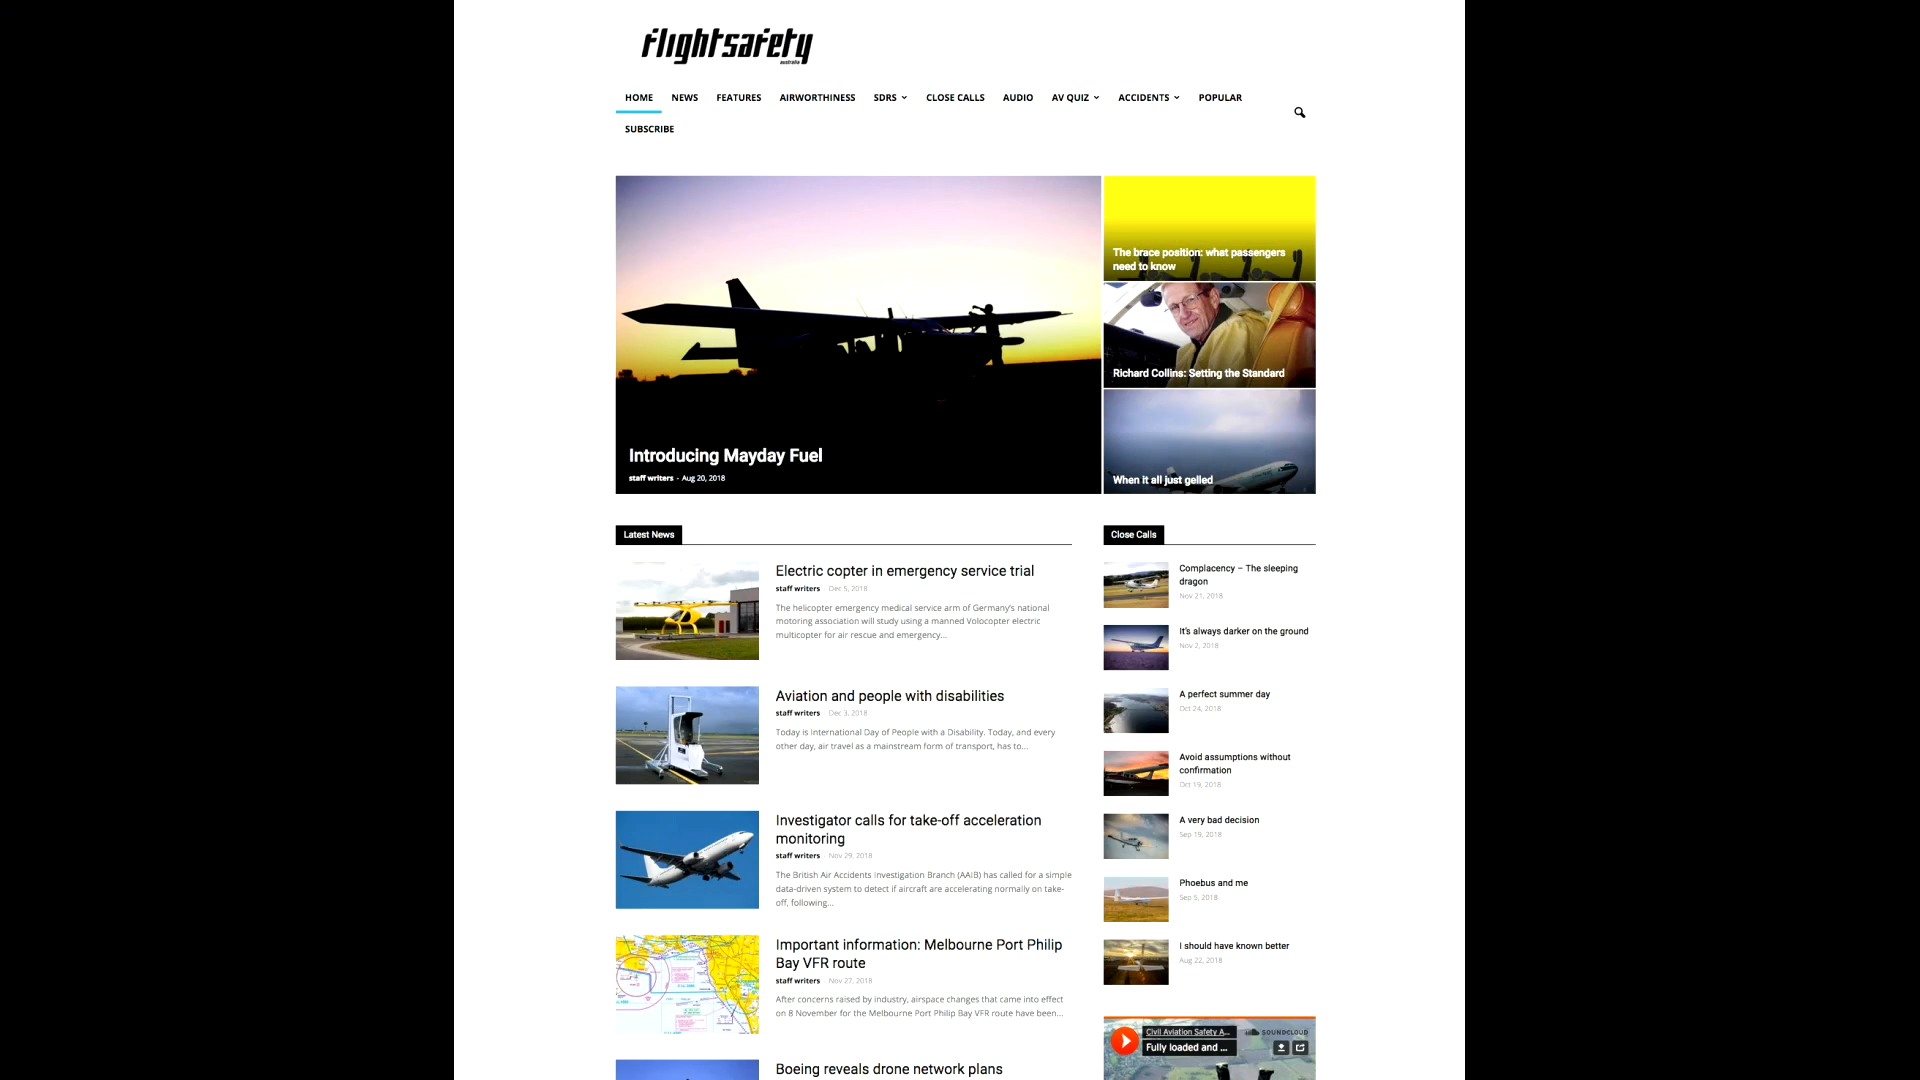 flightsafety
australia
HOME NEWS FEATURES AIRWORTHINESS SDRS CLOSE CALLS AUDIO AV QUIZ ACCIDENTS POPULAR
SUBSCRIBE
Introducing Mayday Fuel
staff writers - Aug 20, 2018
The brace position: what passengers
need to know
Richard Collins: Setting the Standard
When it all just gelled
Latest News
Electric copter in emergency service trial
staff writers Dec 5, 2018
The helicopter emergency medical service arm of Germany's national
motoring association will study using a manned Volocopter electric
multicopter for air rescue and emergency...
Aviation and people with disabilities
staff writers Dec 3, 2018
Today is International Day of People with a Disability. Today, and every
other day, air travel as a mainstream form of transport, has to...
Investigator calls for take-off acceleration
monitoring
staff writers Nov 29, 2018
The British Air Accidents Investigation Branch (AAIB) has called for a simple
data-driven system to detect if aircraft are accelerating normally on take-
off, following...
Important information: Melbourne Port Philip
Bay VFR route
staff writers Nov 27, 2018
After concerns raised by industry, airspace changes that came into effect
on 8 November for the Melbourne Port Philip Bay VFR route have been...
Boeing reveals drone network plans
Close Calls
Complacency – The sleeping
dragon
Nov 21, 2018
It's always darker on the ground
Nov 2, 2018
A perfect summer day
Oct 24, 2018
Avoid assumptions without
confirmation
Oct 19, 2018
A very bad decision
Sep 19, 2018
Phoebus and me
Sep 5, 2018
I should have known better
Aug 22, 2018
Civil Aviation Safety A...
SOUNDCLOUD
Fully loaded and ...